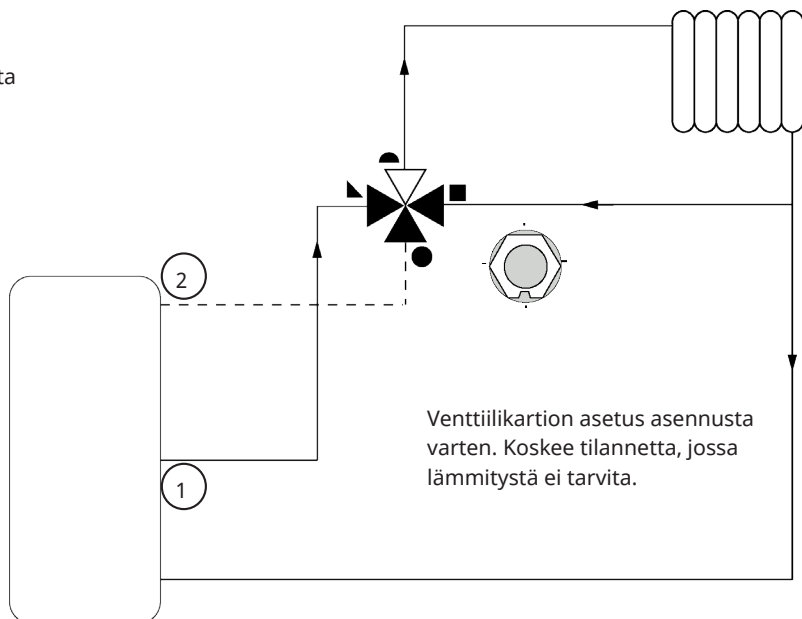 ta
2
Venttiilikartion asetus asennusta
varten. Koskee tilannetta, jossa
lämmitystä ei tarvita.
1